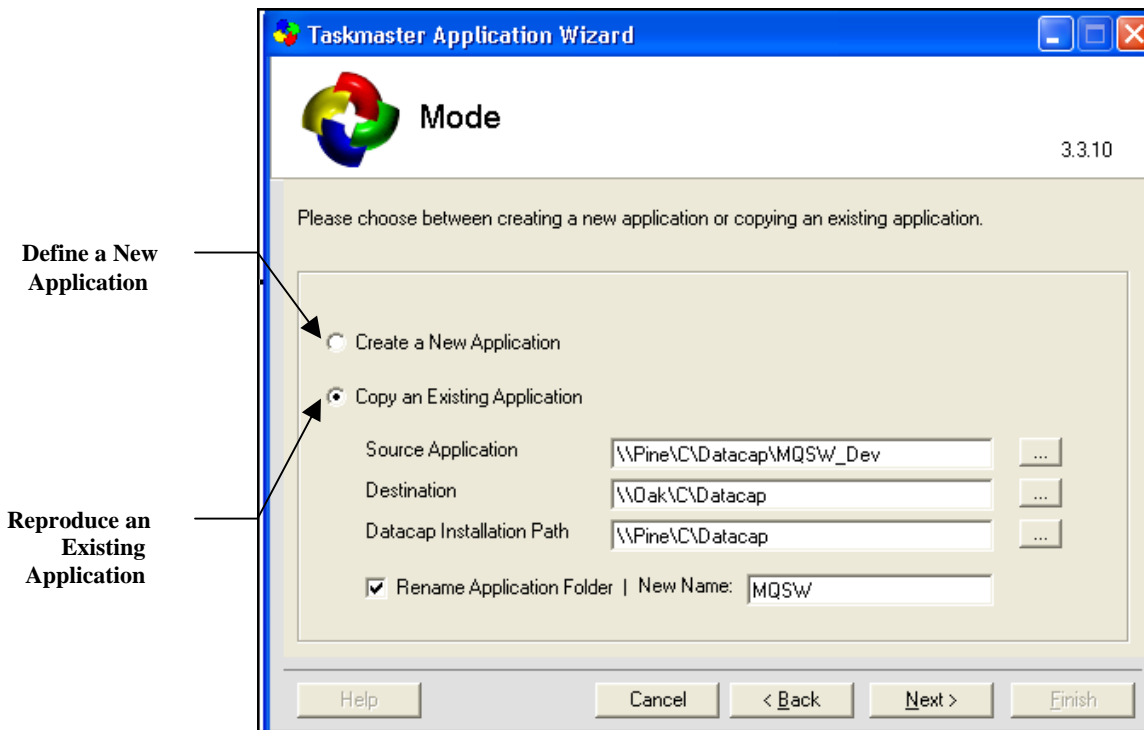 Taskmaster Application Wizard
Mode
3.3.10
Please choose between creating a new application or copying an existing application.
Define a New
Application
Create a New Application
Copy an Existing Application
Source Application \\Pine\C\Datacap\MQSW_Dev ...
Destination \\Oak\C\Datacap ...
Datacap Installation Path \\Pine\C\Datacap ...
Reproduce an
Existing
Application
Rename Application Folder | New Name: MQSW
Help Cancel < Back Next > Finish